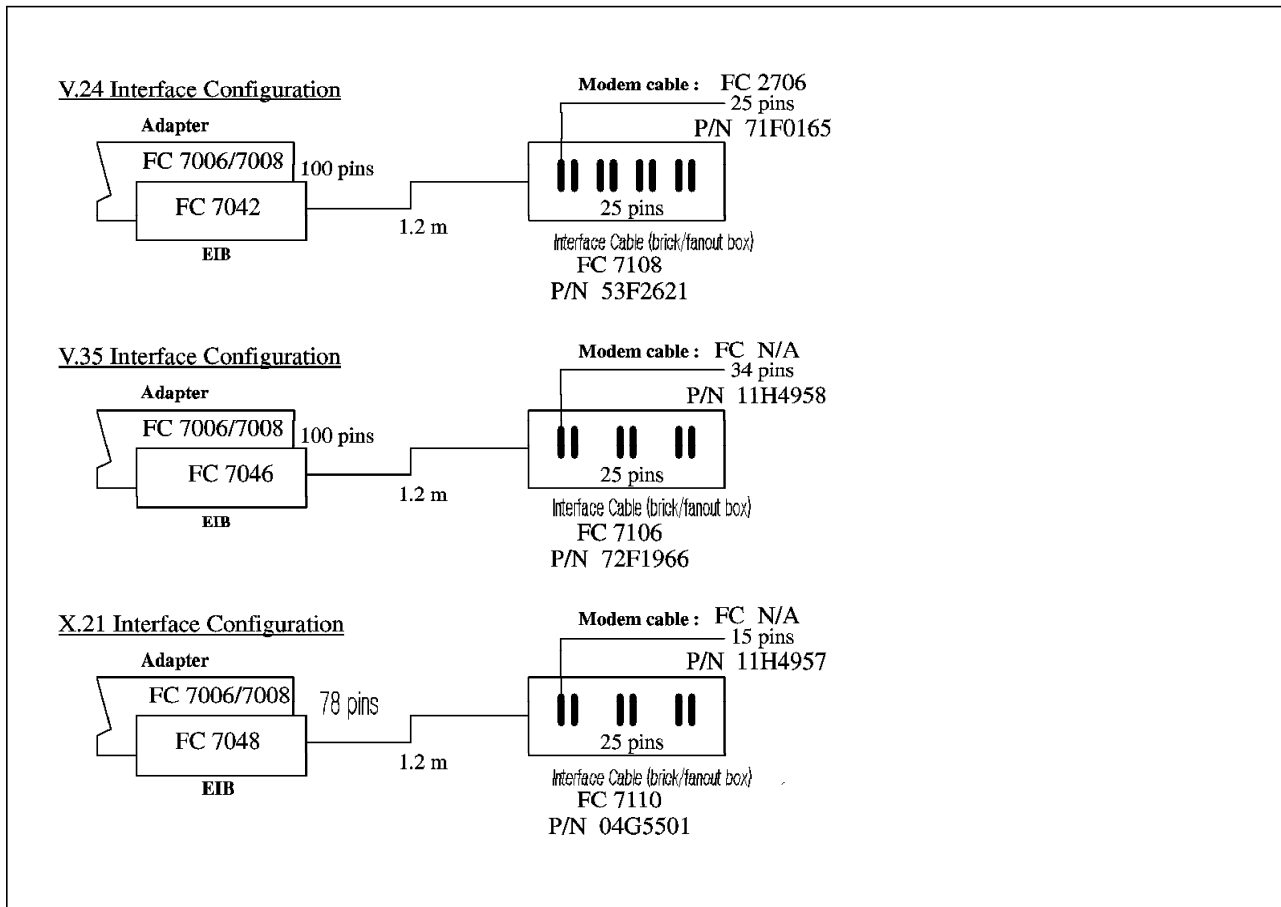 V.24 Interface Configuration
Modem cable : FC 2706
25 pins
P/N 71F0165
Adapter
FC 7006/7008
100 pins
FC 7042
EIB
1.2 m
25 pins
Interface Cable (brick/fanout box)
FC 7108
P/N 53F2621
V.35 Interface Configuration
Modem cable : FC N/A
34 pins
P/N 11H4958
Adapter
FC 7006/7008
100 pins
FC 7046
EIB
1.2 m
25 pins
Interface Cable (brick/fanout box)
FC 7106
P/N 72F1966
X.21 Interface Configuration
Modem cable : FC N/A
15 pins
P/N 11H4957
Adapter
FC 7006/7008
78 pins
FC 7048
EIB
1.2 m
25 pins
Interface Cable (brick/fanout box)
FC 7110
P/N 04G5501